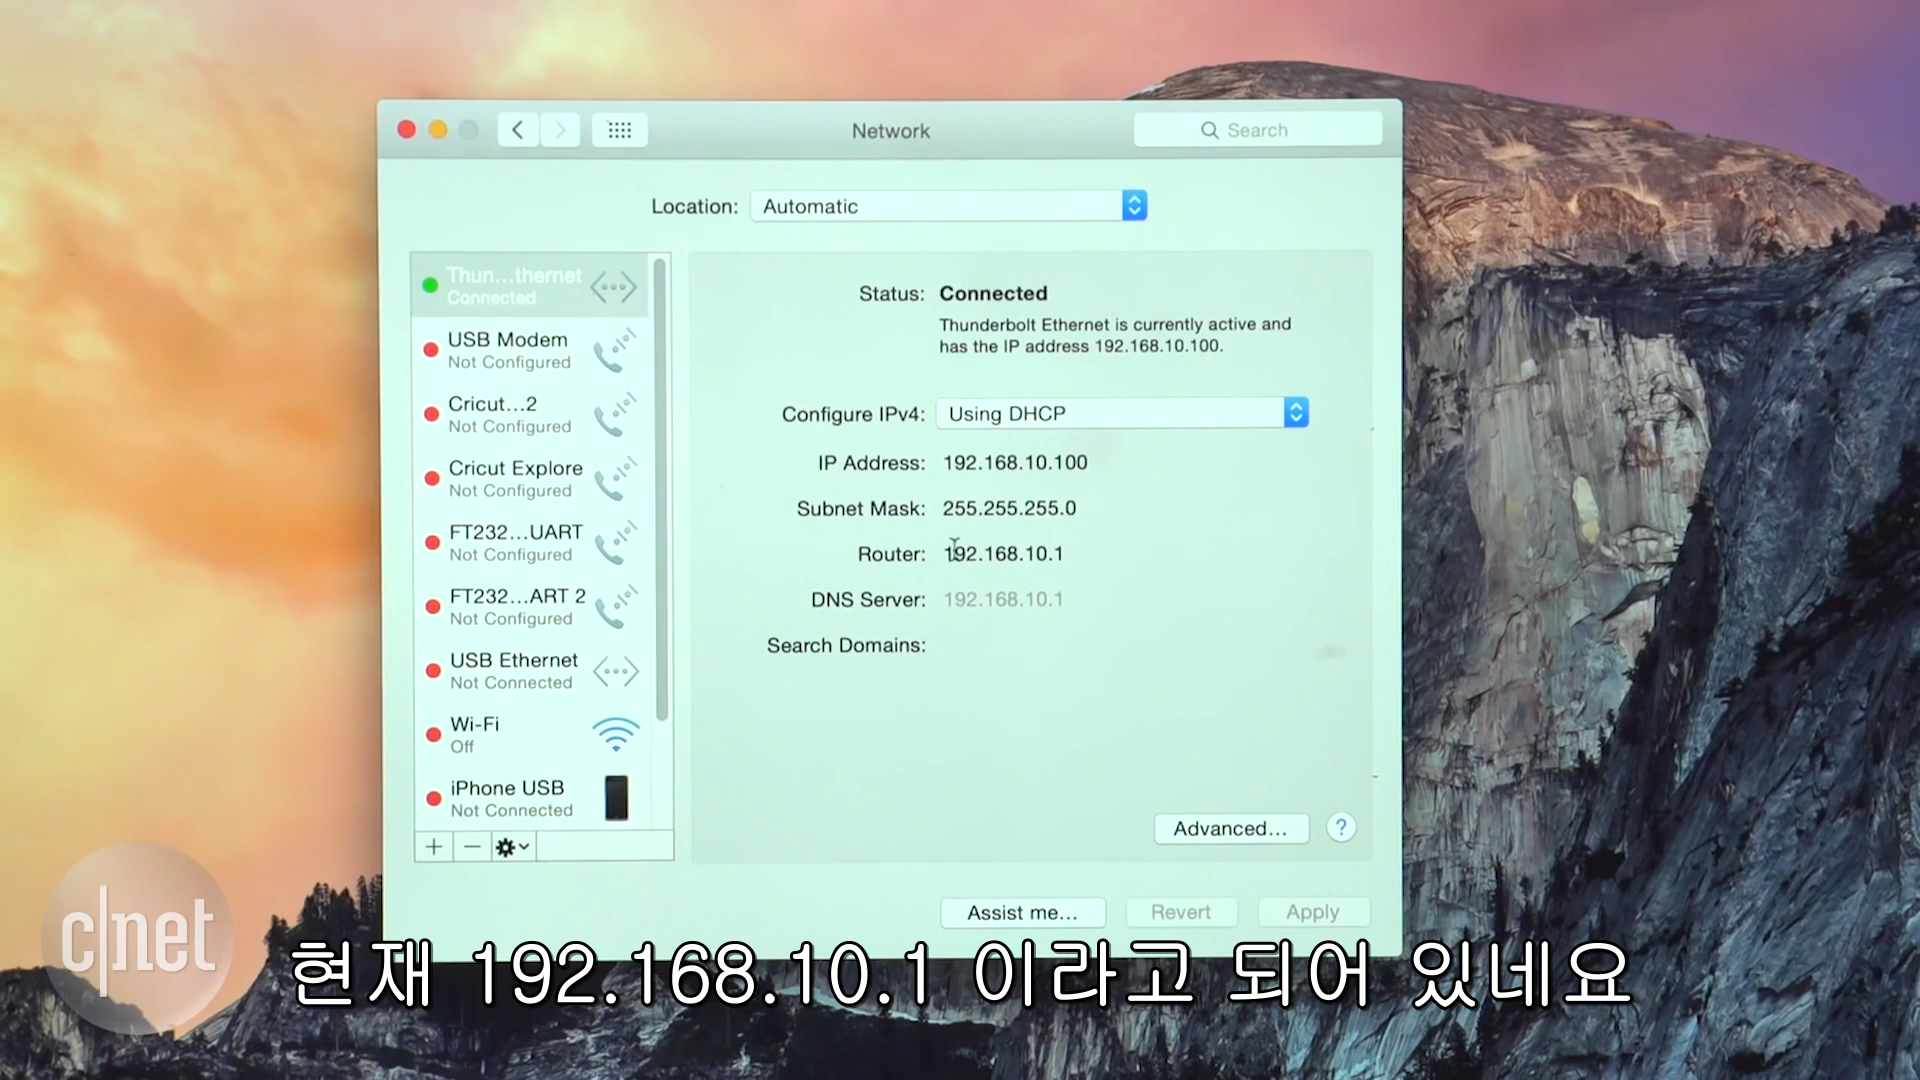 Network
Search
Location: Automatic
Thun...thernet
Connected
USB Modem
Not Configured
Cricut...2
Not Configured
Cricut Explore
Not Configured
FT232...UART
Not Configured
FT232...ART 2
Not Configured
USB Ethernet
Not Connected
Wi-Fi
Off
iPhone USB
Not Connected
Status: Connected
Thunderbolt Ethernet is currently active and
has the IP address 192.168.10.100.
Configure IPv4: Using DHCP
IP Address: 192.168.10.100
Subnet Mask: 255.255.255.0
Router: 192.168.10.1
DNS Server: 192.168.10.1
Search Domains:
Advanced...
?
Assist me...
Revert
Apply
c|net
현재 192.168.10.1 이라고 되어 있네요